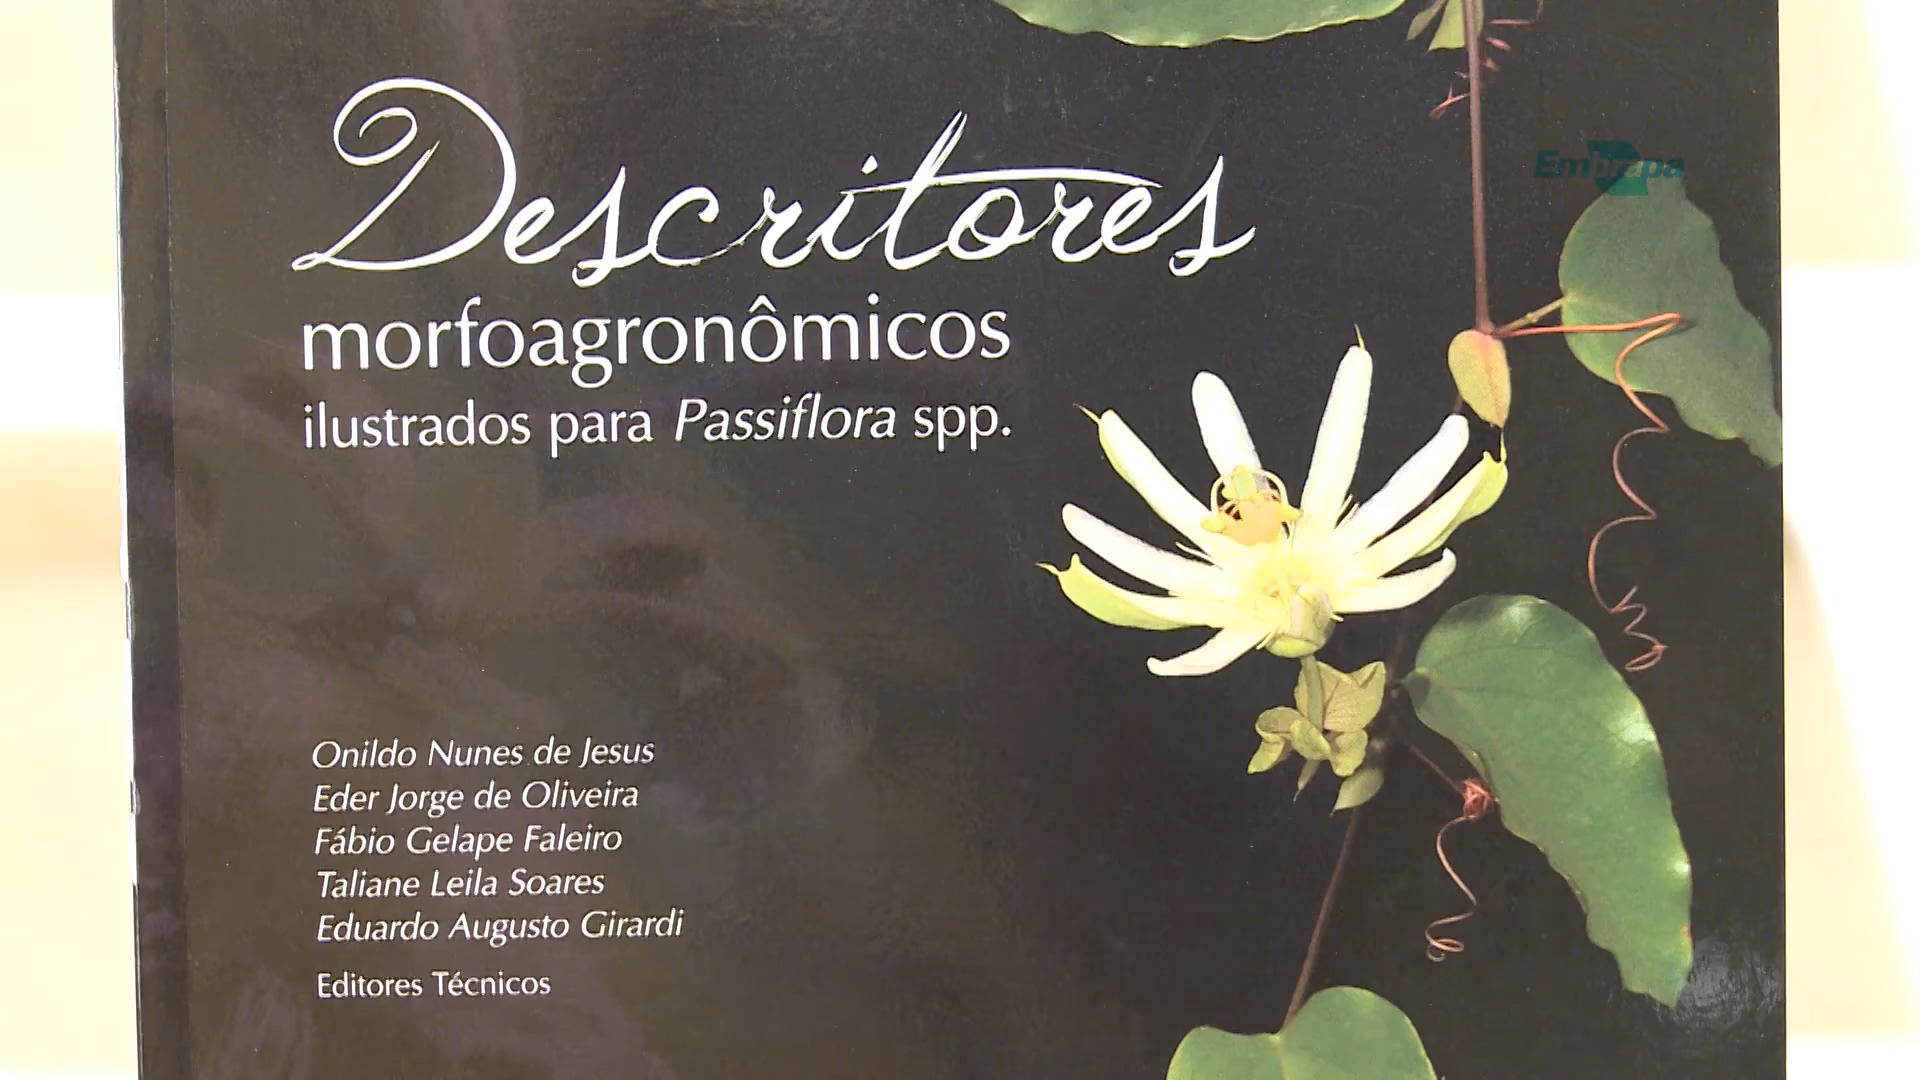 Embrapa
Descritores
morfoagronômicos
ilustrados para Passiflora spp.
Onildo Nunes de Jesus
Eder Jorge de Oliveira
Fábio Gelape Faleiro
Taliane Leila Soares
Eduardo Augusto Girardi
Editores Técnicos